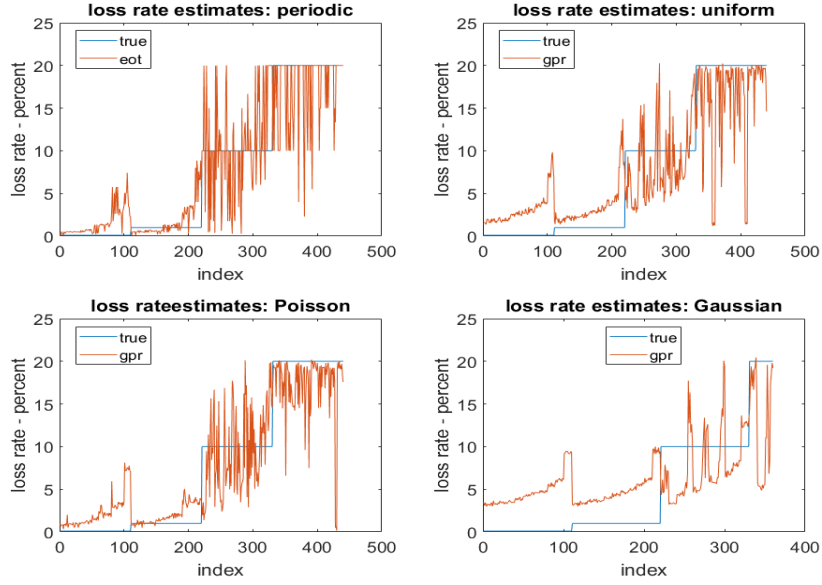 loss rate estimates: periodic
25
20
15
10
5
0
0 100 200 300 400 500
loss rate - percent
index
true
eot
loss rate estimates: uniform
25
20
15
10
5
0
0 100 200 300 400 500
loss rate - percent
index
true
gpr
loss rateestimates: Poisson
25
20
15
10
5
0
0 100 200 300 400 500
loss rate - percent
index
true
gpr
loss rate estimates: Gaussian
25
20
15
10
5
0
0 100 200 300 400
loss rate - percent
index
true
gpr